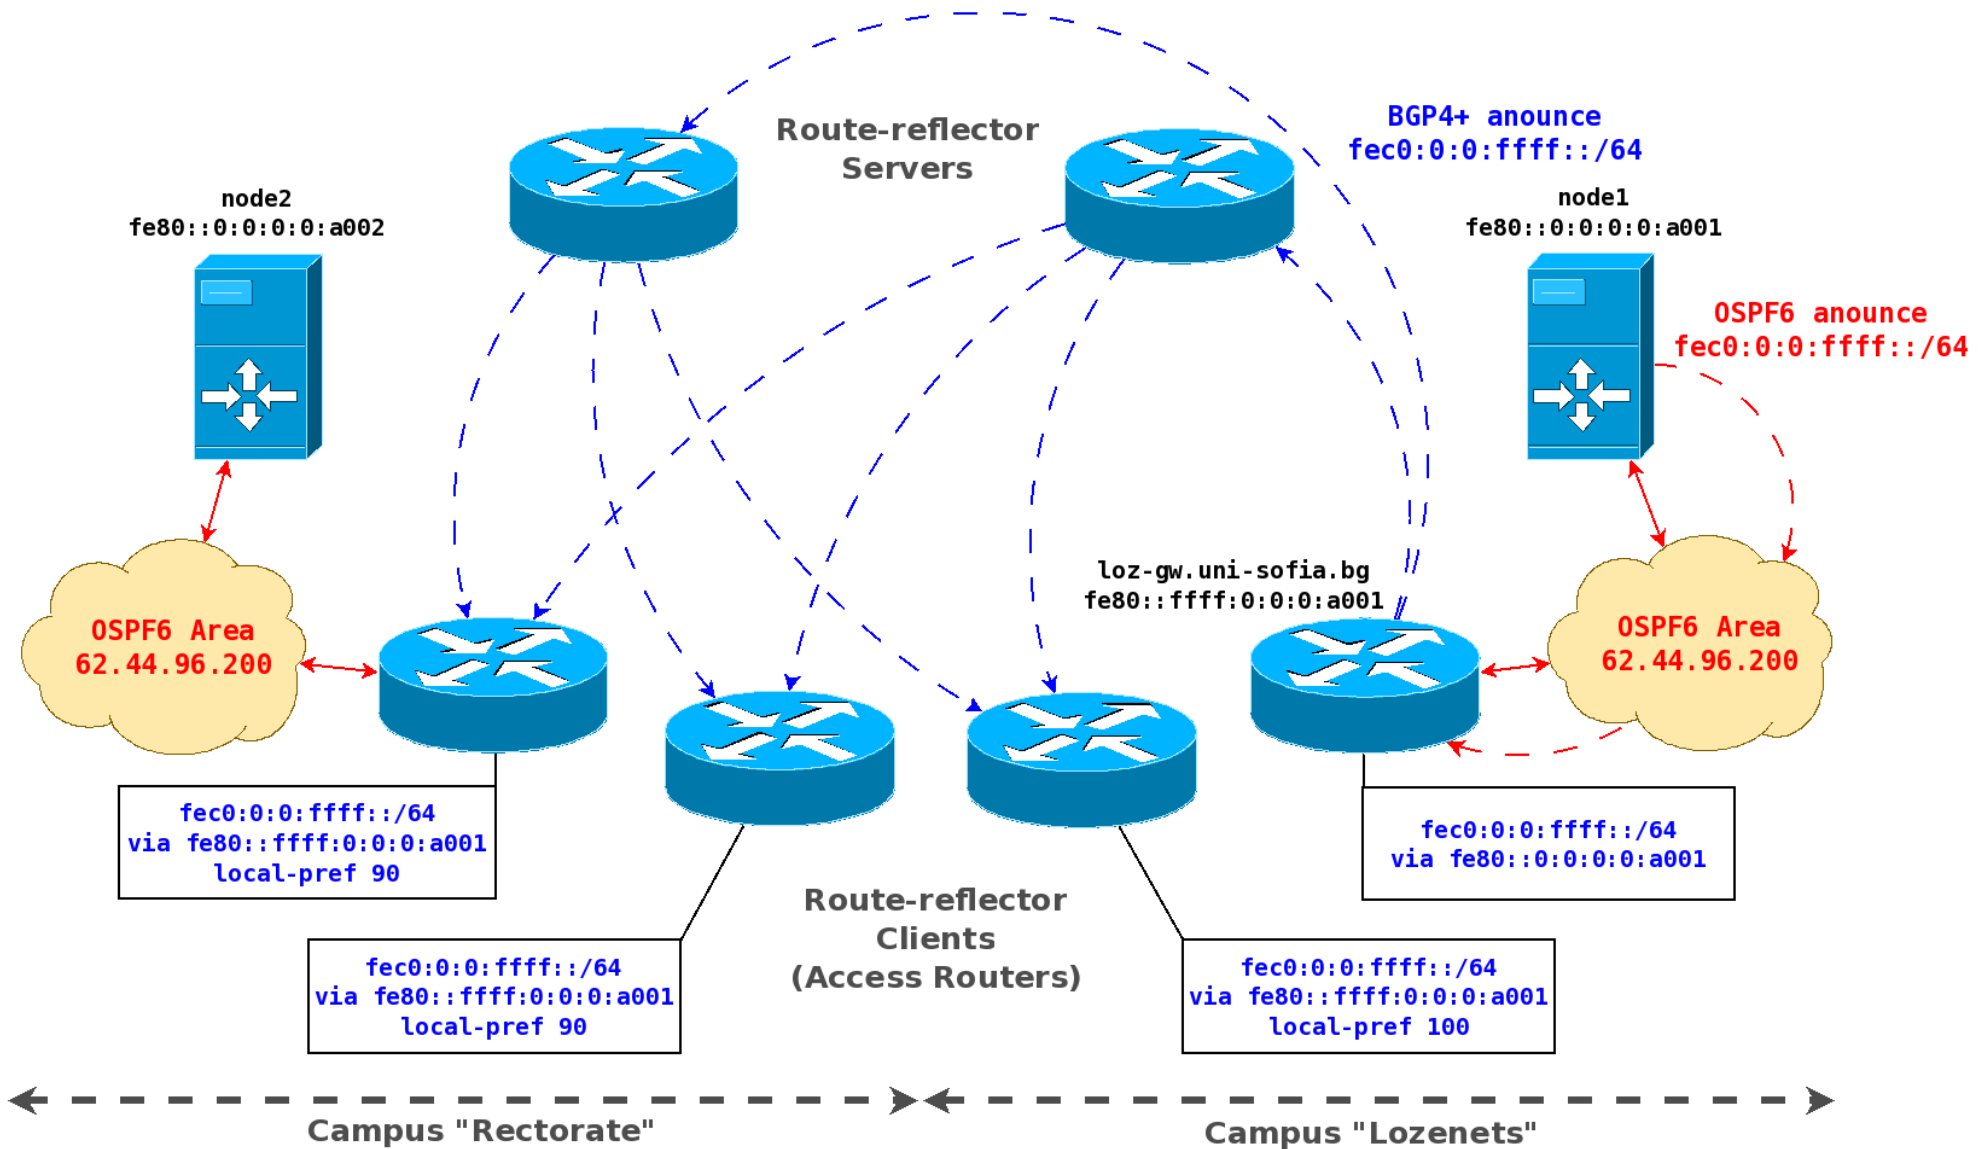 Route-reflector
Servers
BGP4+ anounce
fec0:0:0:ffff::/64
node2
fe80::0:0:0:0:a002
node1
fe80::0:0:0:0:a001
OSPF6 anounce
fec0:0:0:ffff::/64
loz-gw.uni-sofia.bg
fe80::ffff:0:0:0:a001
OSPF6 Area
62.44.96.200
OSPF6 Area
62.44.96.200
fec0:0:0:ffff::/64
via fe80::ffff:0:0:0:a001
local-pref 90
fec0:0:0:ffff::/64
via fe80::0:0:0:0:a001
Route-reflector
Clients
(Access Routers)
fec0:0:0:ffff::/64
via fe80::ffff:0:0:0:a001
local-pref 90
fec0:0:0:ffff::/64
via fe80::ffff:0:0:0:a001
local-pref 100
Campus "Rectorate"
Campus "Lozenets"